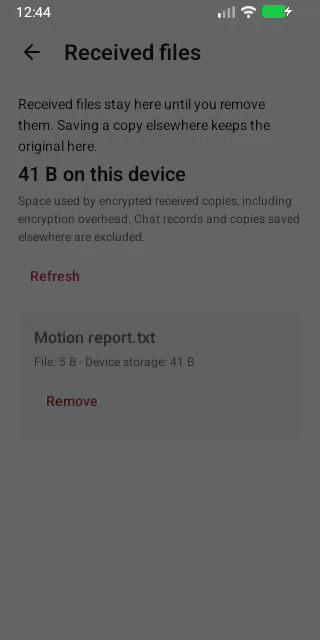 12:44
Received files
Received files stay here until you remove
them. Saving a copy elsewhere keeps the
original here.
41 B on this device
Space used by encrypted received copies, including
encryption overhead. Chat records and copies saved
elsewhere are excluded.
Refresh
Motion report.txt
File: 5 B · Device storage: 41 B
Remove